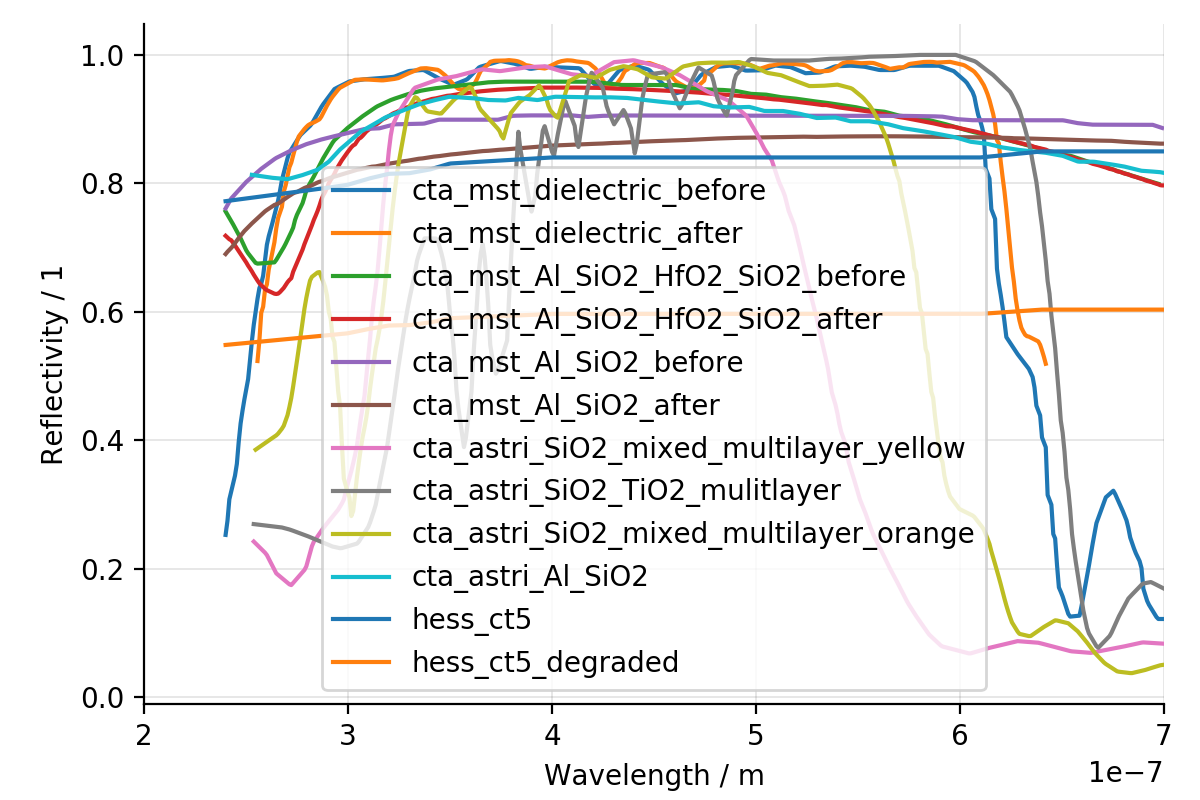 1.0
0.8
0.6
0.4
0.2
0.0
Reflectivity / 1
cta_mst_dielectric_before
cta_mst_dielectric_after
cta_mst_Al_SiO2_HfO2_SiO2_before
cta_mst_Al_SiO2_HfO2_SiO2_after
cta_mst_Al_SiO2_before
cta_mst_Al_SiO2_after
cta_astri_SiO2_mixed_multilayer_yellow
cta_astri_SiO2_TiO2_mulitlayer
cta_astri_SiO2_mixed_multilayer_orange
cta_astri_Al_SiO2
hess_ct5
hess_ct5_degraded
2 3 4 5 6 7
Wavelength / m
1e−7